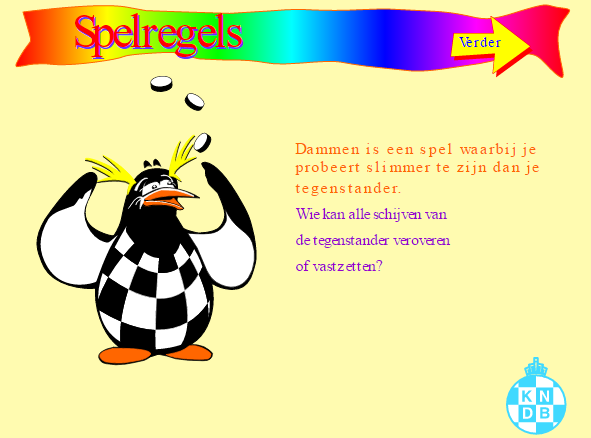 Spelregels
Verder
Dammen is een spel waarbij je
probeert slimmer te zijn dan je
tegenstander.
Wie kan alle schijven van
de tegenstander veroveren
of vastzetten?
K N
D B